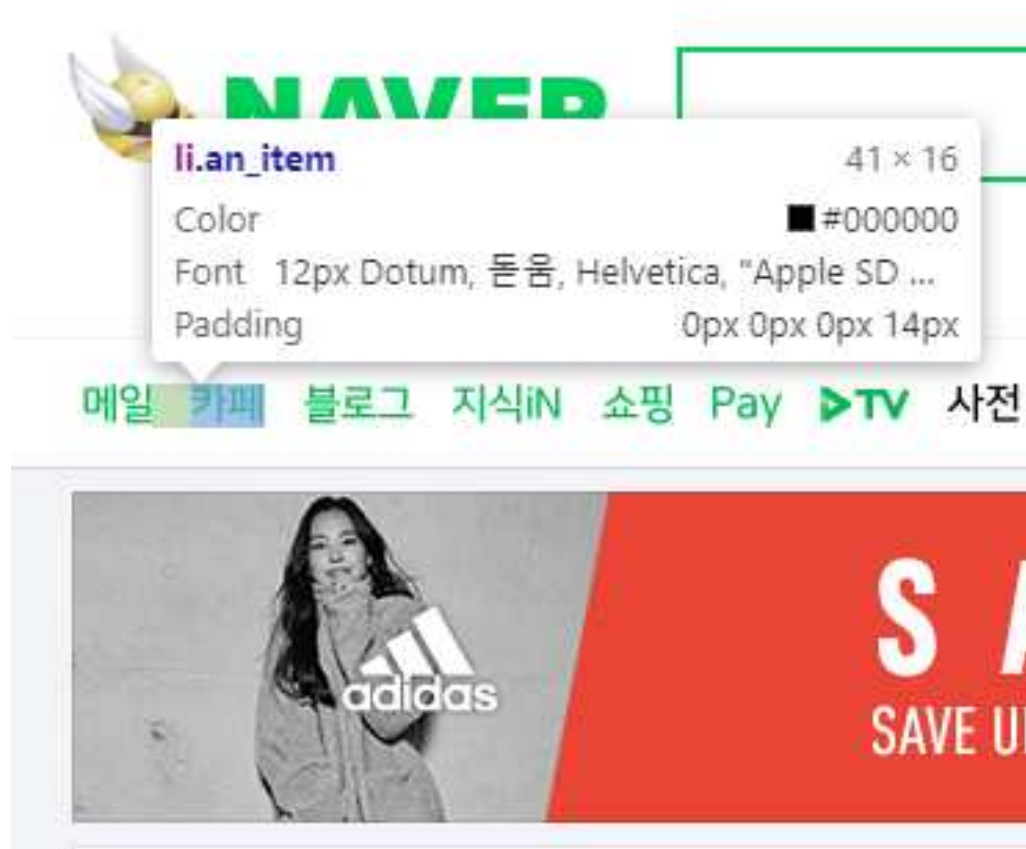 NAVER
li.an_item 41 × 16
Color #000000
Font 12px Dotum, 돋움, Helvetica, "Apple SD ...
Padding 0px 0px 0px 14px
메일 카페 블로그 지식iN 쇼핑 Pay TV 사전
adidas
S A
SAVE U